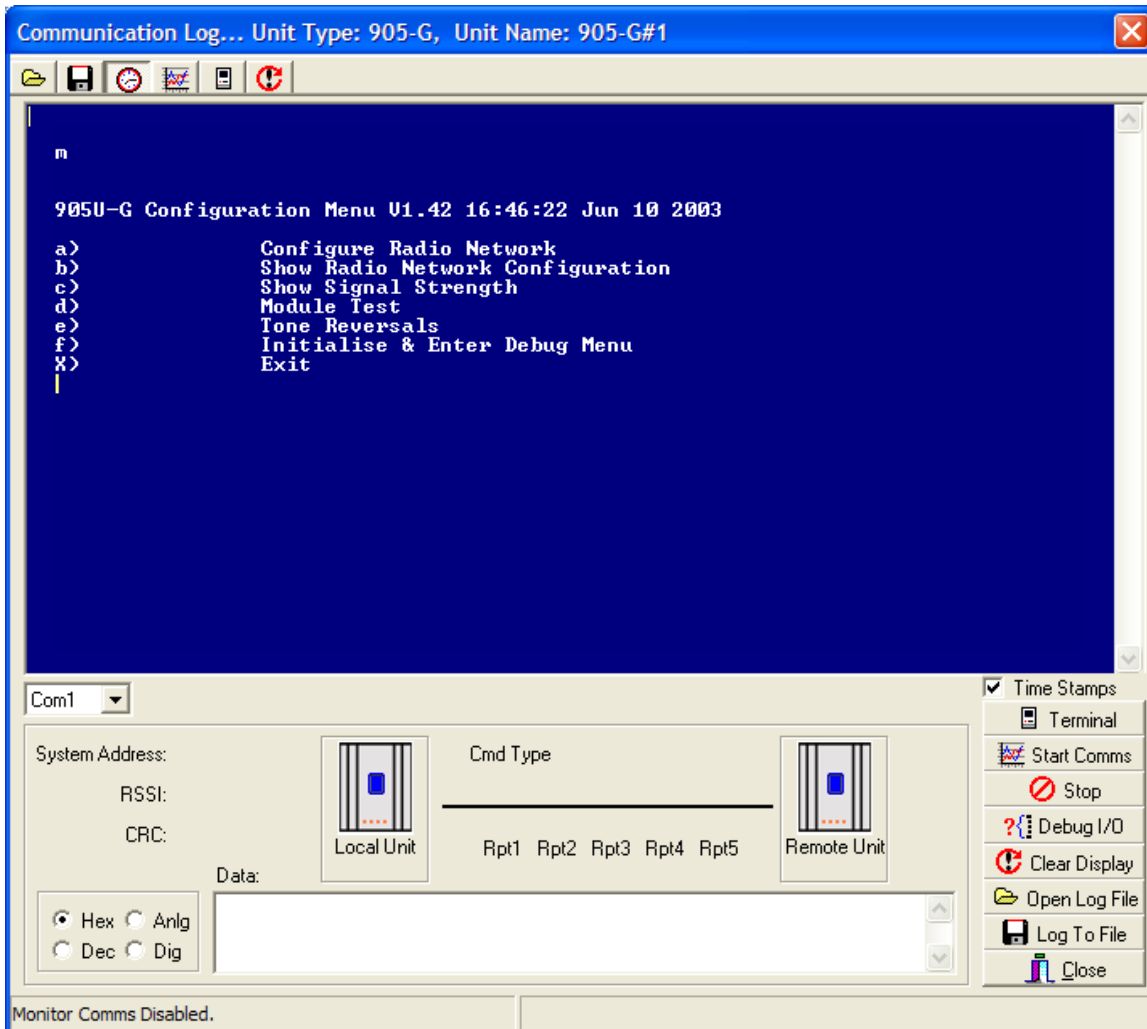 Communication Log... Unit Type: 905-G, Unit Name: 905-G#1
m
905U-G Configuration Menu V1.42 16:46:22 Jun 10 2003
a) Configure Radio Network
b) Show Radio Network Configuration
c) Show Signal Strength
d) Module Test
e) Tone Reversals
f) Initialise & Enter Debug Menu
X) Exit
Com1
Time Stamps
Terminal
Start Comms
Stop
Debug I/O
Clear Display
Open Log File
Log To File
Close
System Address:
RSSI:
CRC:
Local Unit
Cmd Type
Rpt1 Rpt2 Rpt3 Rpt4 Rpt5
Remote Unit
Data:
Hex Anlg
Dec Dig
Monitor Comms Disabled.